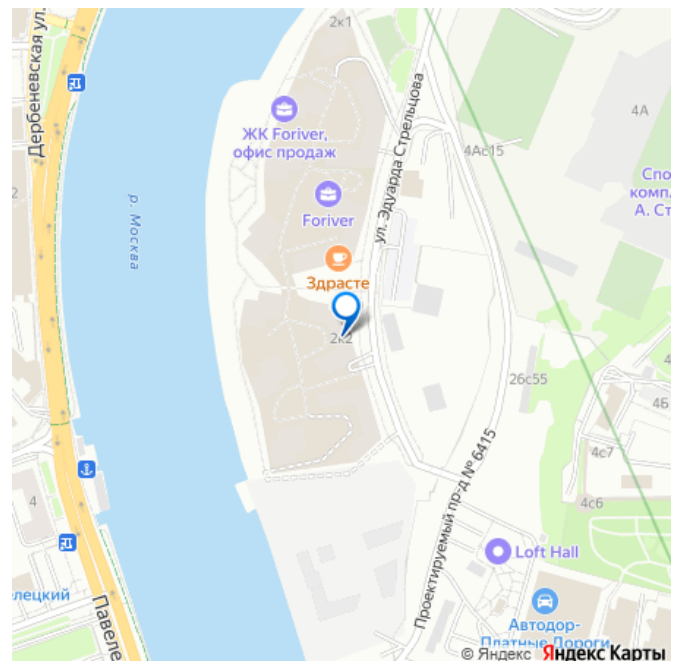 2к1
Дербеневская ул.
4А
ЖК Foriver,
офис продаж
4Ас15
ул. Эдуарда Стрельцова
Спо
комп.
А. Ст
2
Foriver
р. Москва
Здрасте
2к2
26с55
4
4Б
4с7
Проектируемый пр-д № 6415
4с6
4
Loft Hall
лецкий
Павеле
Автодор-
Платные Дороги
© Яндекс Яндекс Карты